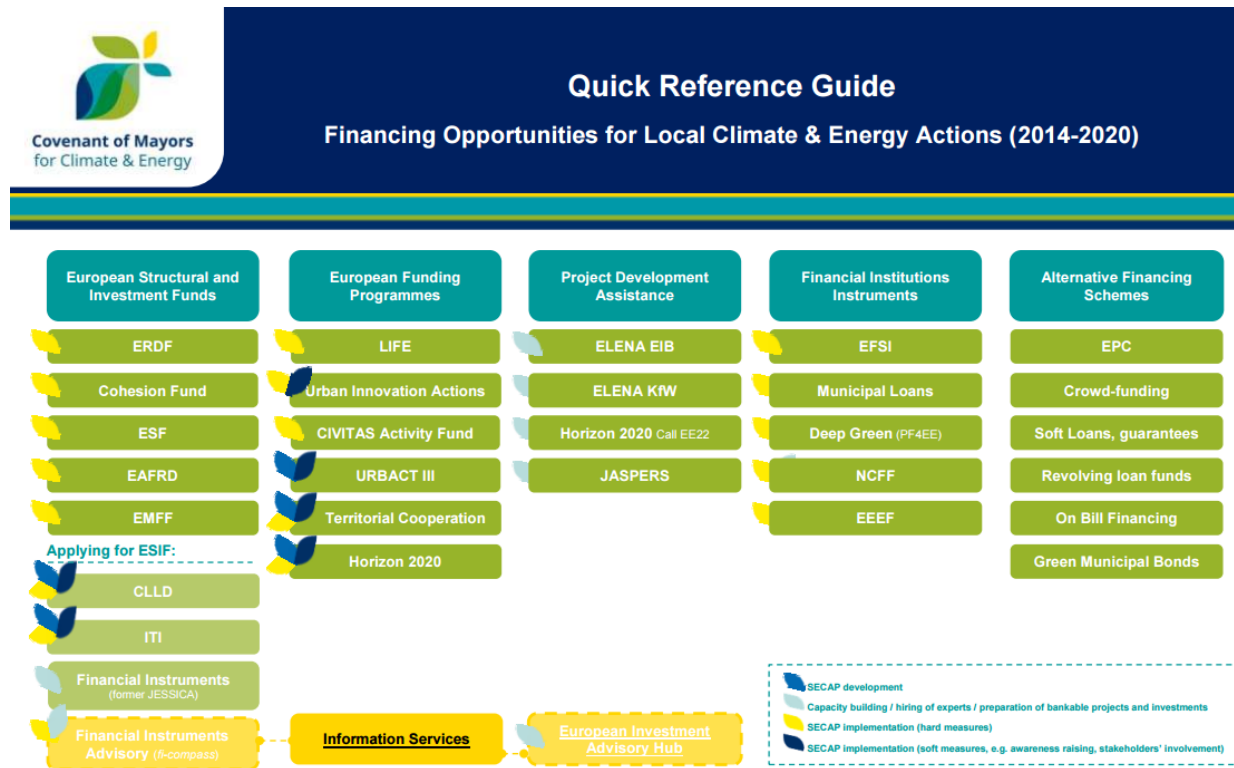 Covenant of Mayors
for Climate & Energy
Quick Reference Guide
Financing Opportunities for Local Climate & Energy Actions (2014-2020)
European Structural and
Investment Funds
ERDF
Cohesion Fund
ESF
EAFRD
EMFF
Applying for ESIF:
CLLD
ITI
Financial Instruments
(former JESSICA)
Financial Instruments
Advisory (fi-compass)
European Funding
Programmes
LIFE
Urban Innovation Actions
CIVITAS Activity Fund
URBACT III
Territorial Cooperation
Horizon 2020
Information Services
Project Development
Assistance
ELENA EIB
ELENA KfW
Horizon 2020 Call EE22
JASPERS
European Investment
Advisory Hub
Financial Institutions
Instruments
EFSI
Municipal Loans
Deep Green (PF4EE)
NCFF
EEEF
Alternative Financing
Schemes
EPC
Crowd-funding
Soft Loans, guarantees
Revolving loan funds
On Bill Financing
Green Municipal Bonds
SECAP development
Capacity building / hiring of experts / preparation of bankable projects and investments
SECAP implementation (hard measures)
SECAP implementation (soft measures, e.g. awareness raising, stakeholders' involvement)